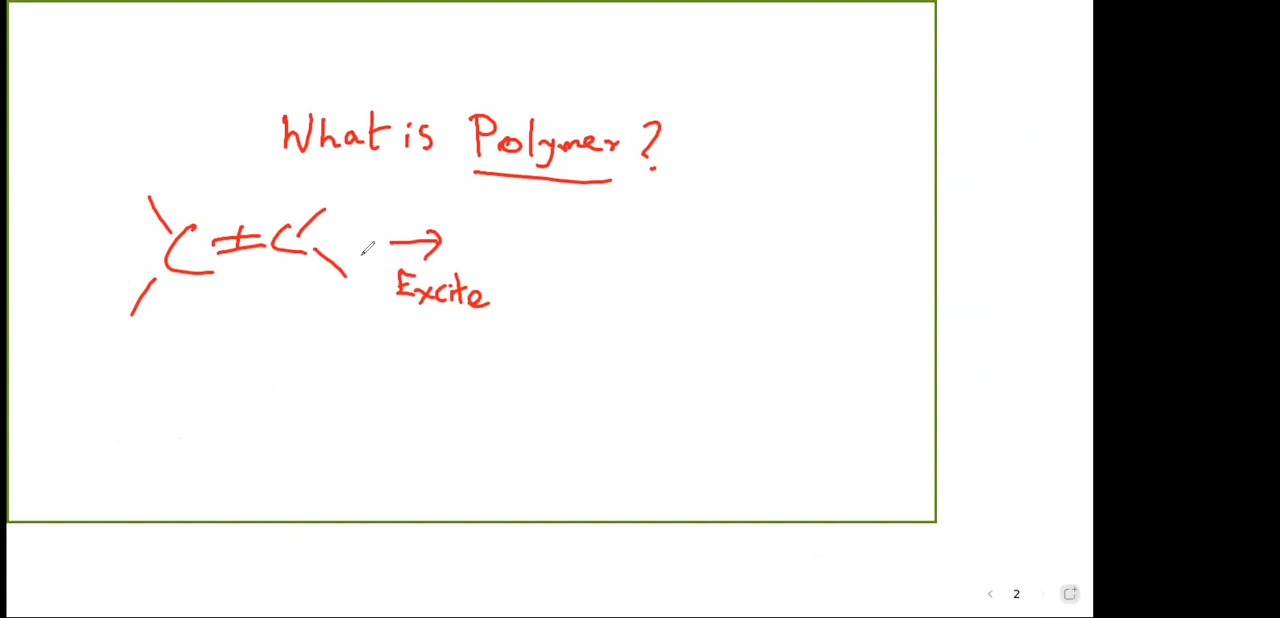 What is Polymer?
C=C →
Excite
2